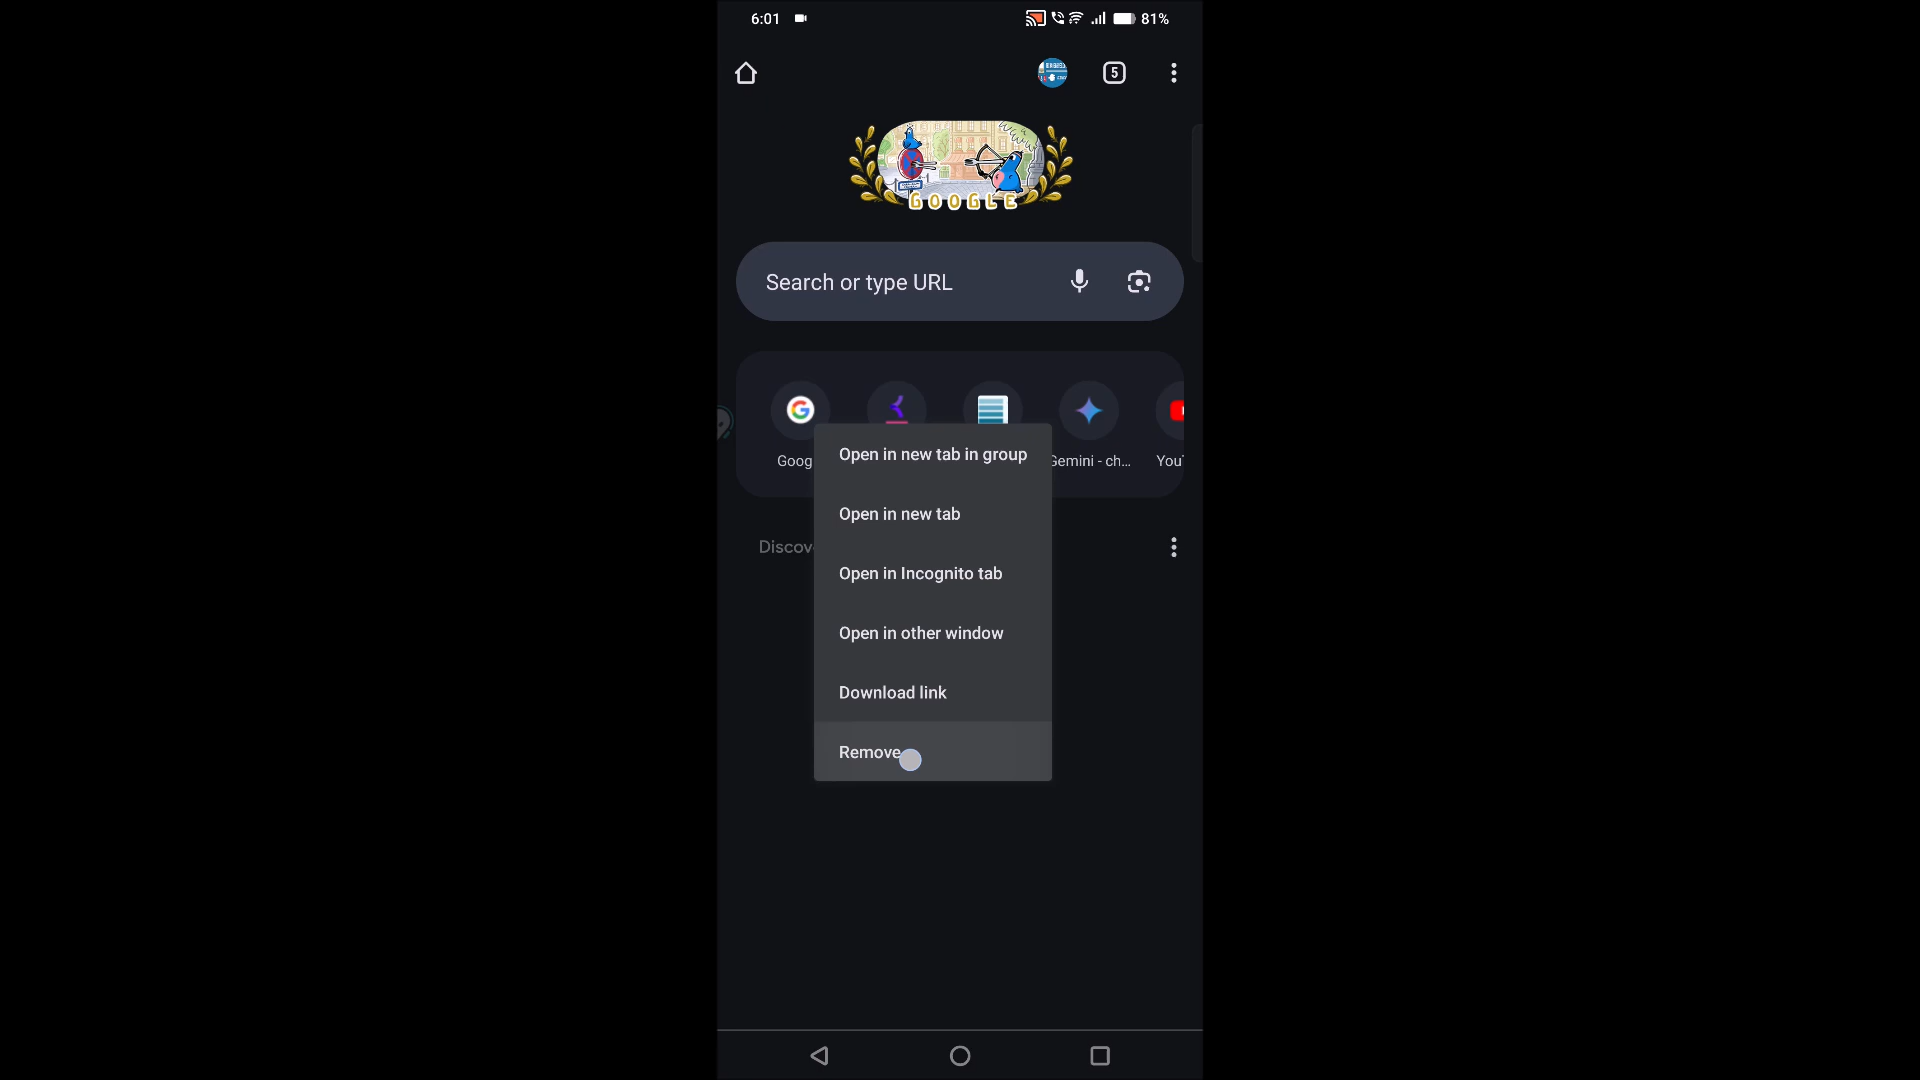 6:01
81%
5
GOOGLE
Search or type URL
Goog
Gemini - ch...
YouT
Open in new tab in group
Open in new tab
Discov
Open in Incognito tab
Open in other window
Download link
Remove